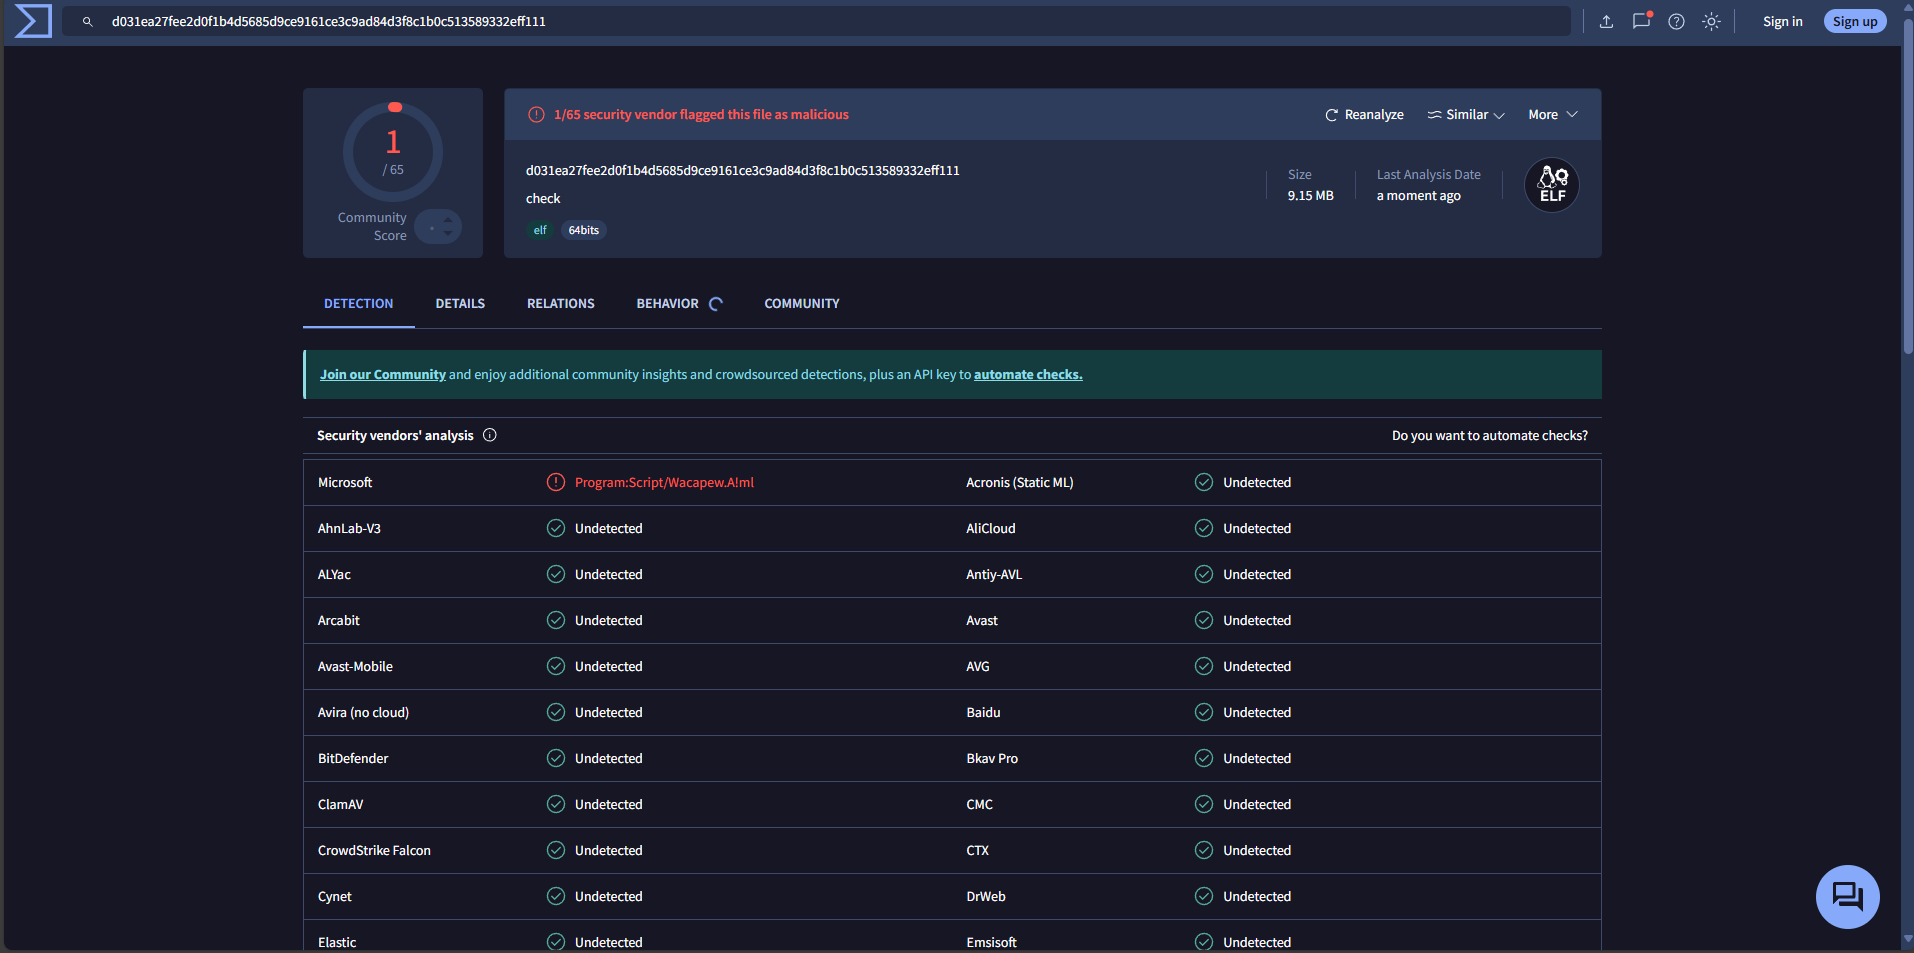 d031ea27fee2d0f1b4d5685d9ce9161ce3c9ad84d3f8c1b0c513589332eff111
Sign in
Sign up
1
/ 65
Community
Score
1/65 security vendor flagged this file as malicious
Reanalyze
Similar
More
d031ea27fee2d0f1b4d5685d9ce9161ce3c9ad84d3f8c1b0c513589332eff111
check
elf
64bits
Size
9.15 MB
Last Analysis Date
a moment ago
ELF
DETECTION
DETAILS
RELATIONS
BEHAVIOR
COMMUNITY
Join our Community and enjoy additional community insights and crowdsourced detections, plus an API key to automate checks.
Security vendors' analysis
Do you want to automate checks?
Microsoft
Program:Script/Wacapew.A!ml
Acronis (Static ML)
Undetected
AhnLab-V3
Undetected
AliCloud
Undetected
ALYac
Undetected
Antiy-AVL
Undetected
Arcabit
Undetected
Avast
Undetected
Avast-Mobile
Undetected
AVG
Undetected
Avira (no cloud)
Undetected
Baidu
Undetected
BitDefender
Undetected
Bkav Pro
Undetected
ClamAV
Undetected
CMC
Undetected
CrowdStrike Falcon
Undetected
CTX
Undetected
Cynet
Undetected
DrWeb
Undetected
Elastic
Undetected
Emsisoft
Undetected